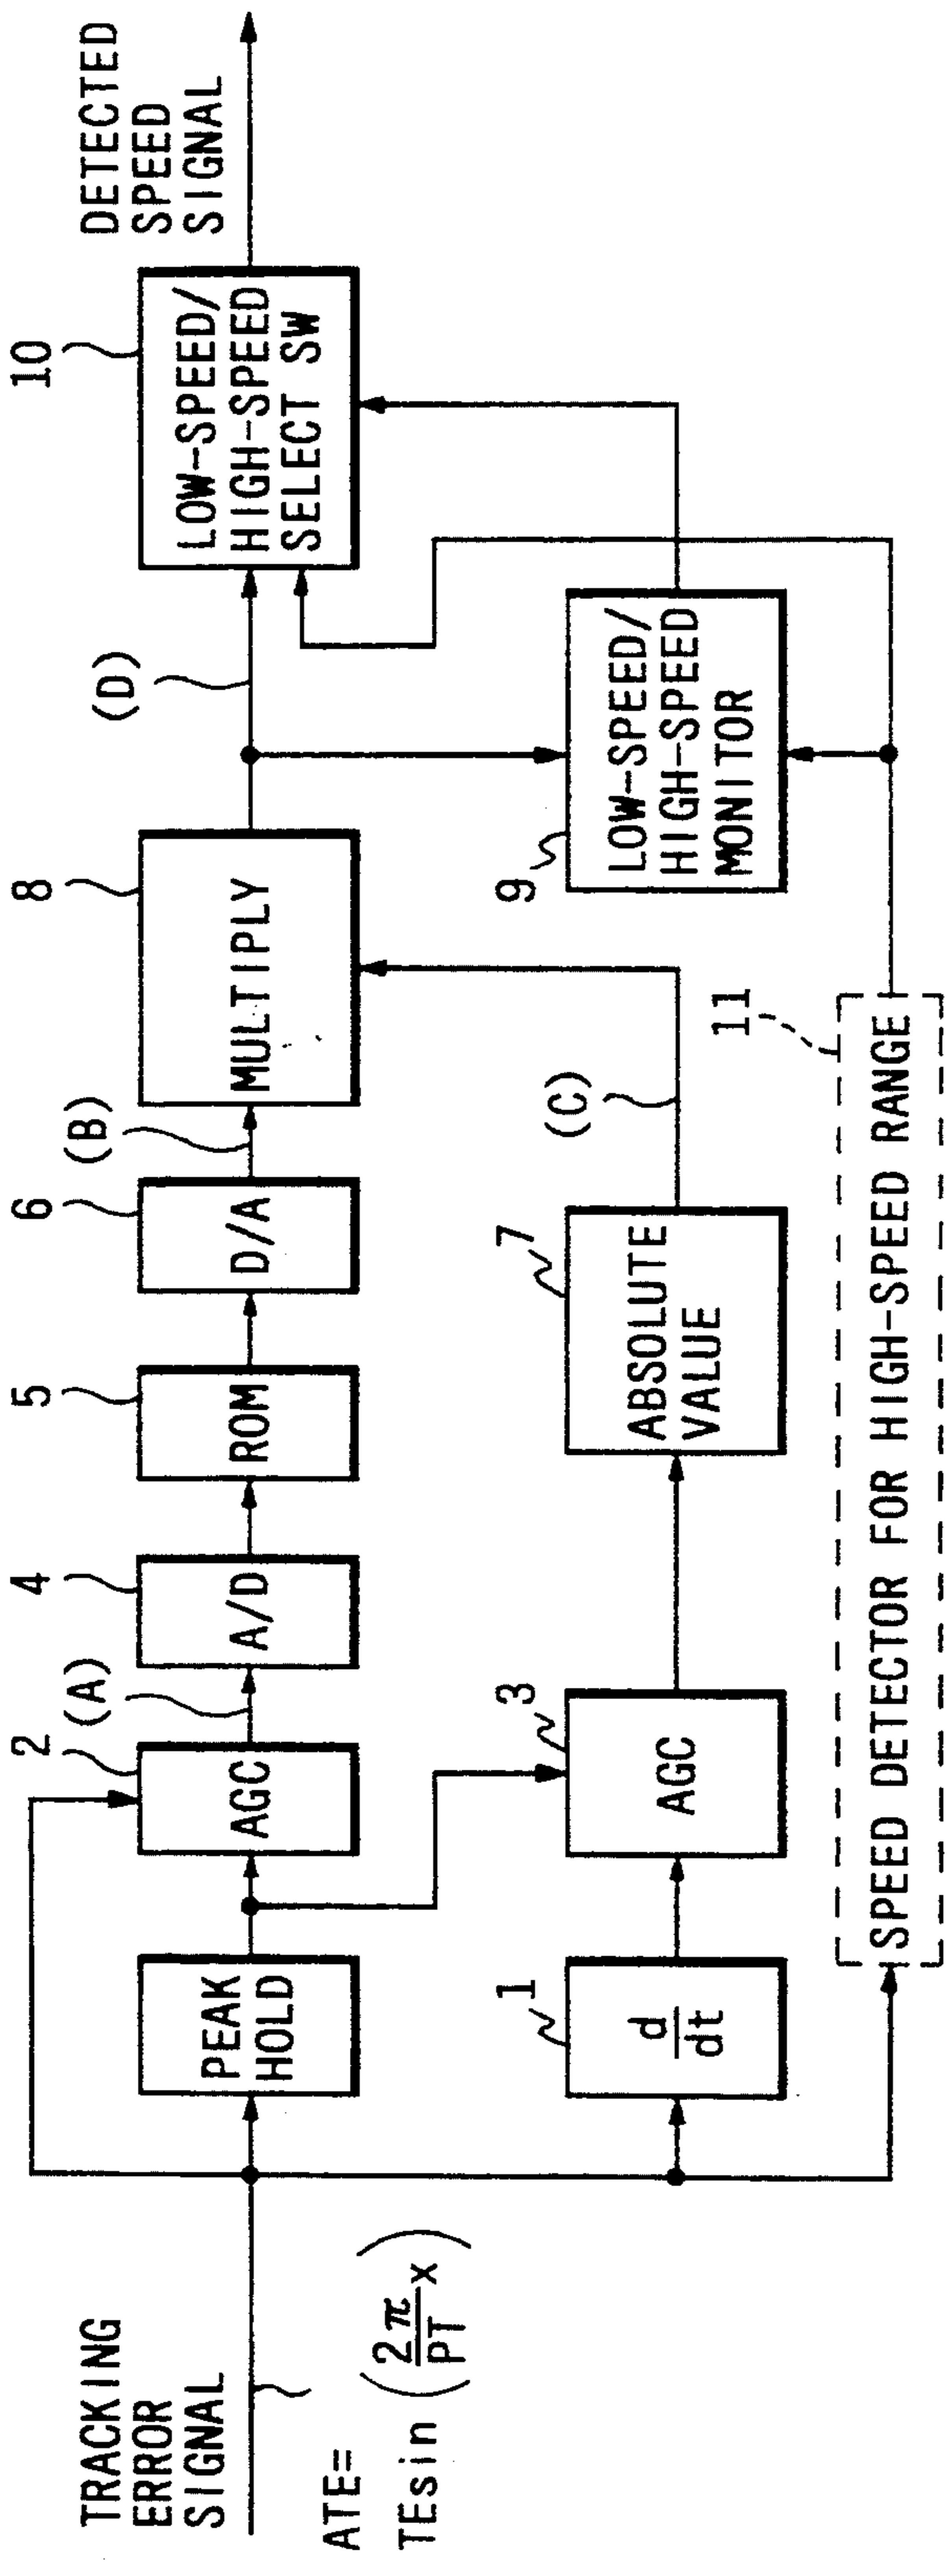 TRACKING
ERROR
SIGNAL
ATE=
TEsin (2π/PT x)
PEAK
HOLD
2
AGC
(A)
4
A/D
5
ROM
6
D/A
(B)
8
MULTIPLY
(D)
10
LOW-SPEED/
HIGH-SPEED
SELECT SW
DETECTED
SPEED
SIGNAL
1
d
dt
3
AGC
7
ABSOLUTE
VALUE
(C)
9
LOW-SPEED/
HIGH-SPEED
MONITOR
11
SPEED DETECTOR FOR HIGH-SPEED RANGE